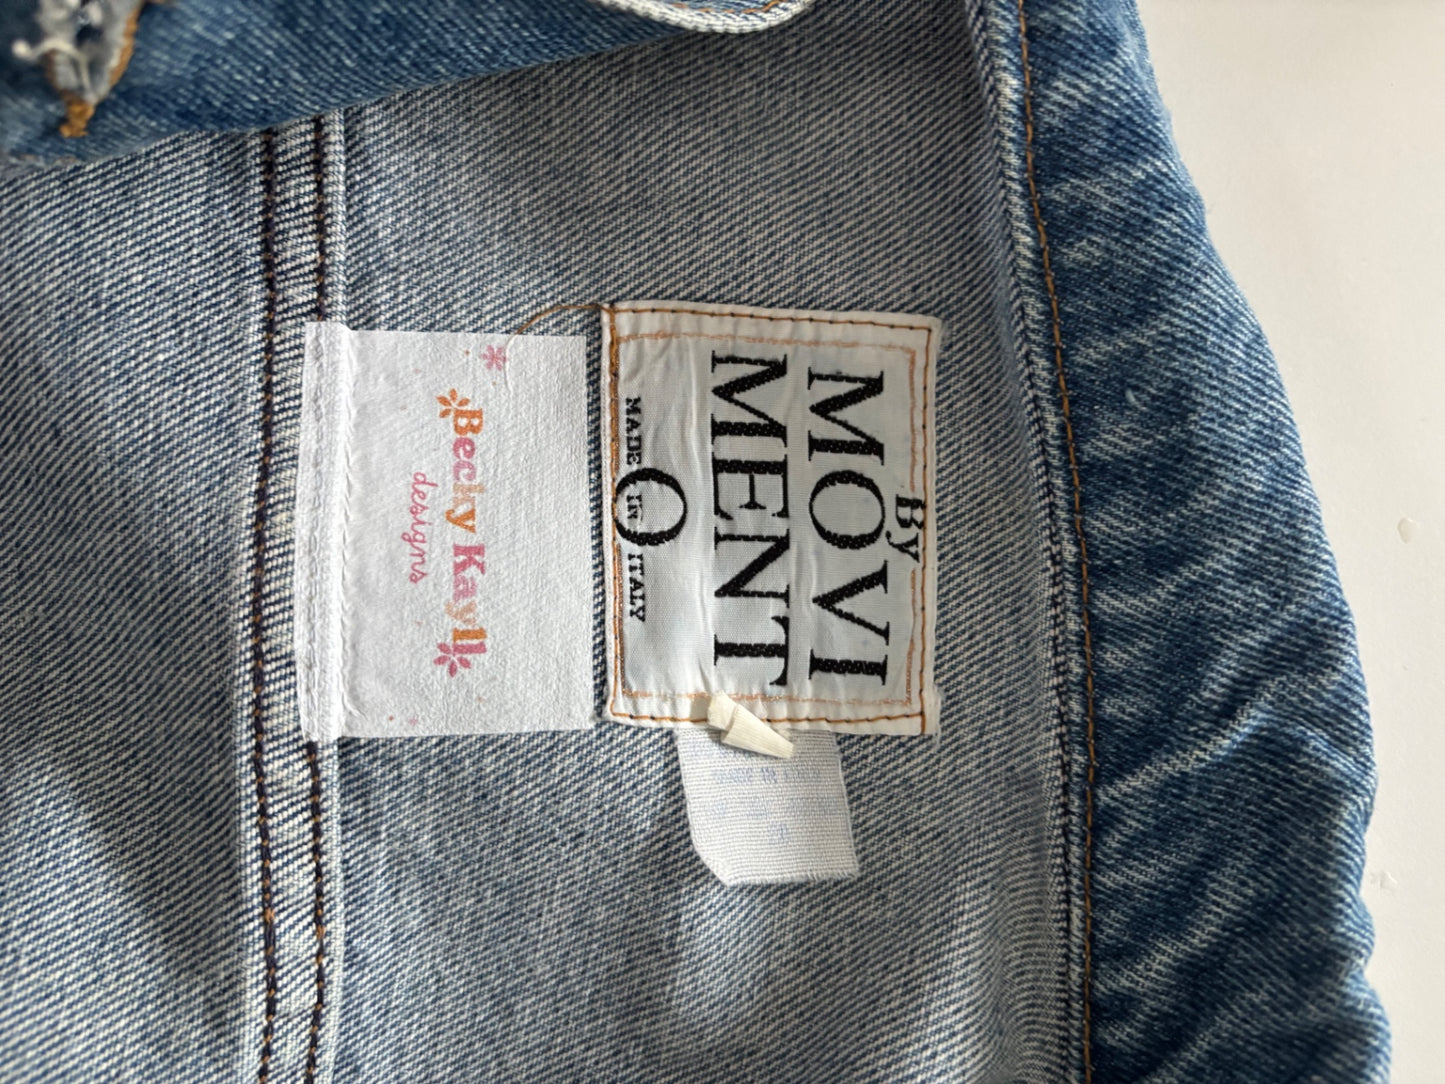 By
MOVI
MENT
O
MADE IN ITALY
Becky Kayll
designs